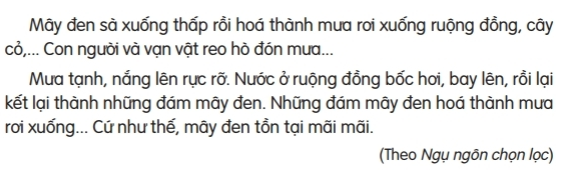 Mây đen sà xuống thấp rồi hoá thành mưa rơi xuống ruộng đồng, cây
cỏ,... Con người và vạn vật reo hò đón mưa...
Mưa tạnh, nắng lên rực rỡ. Nước ở ruộng đồng bốc hơi, bay lên, rồi lại
kết lại thành những đám mây đen. Những đám mây đen hoá thành mưa
rơi xuống... Cứ như thế, mây đen tồn tại mãi mãi.
(Theo Ngụ ngôn chọn lọc)